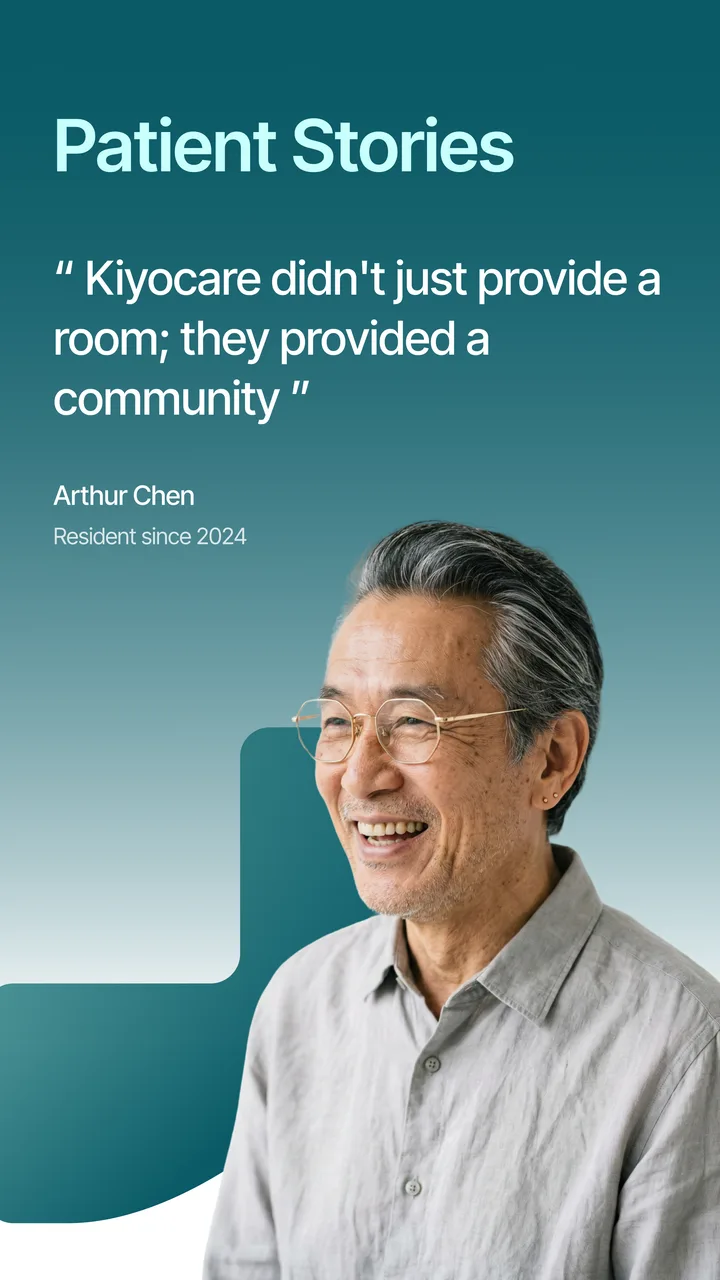 Patient Stories
“ Kiyocare didn't just provide a
room; they provided a
community ”
Arthur Chen
Resident since 2024